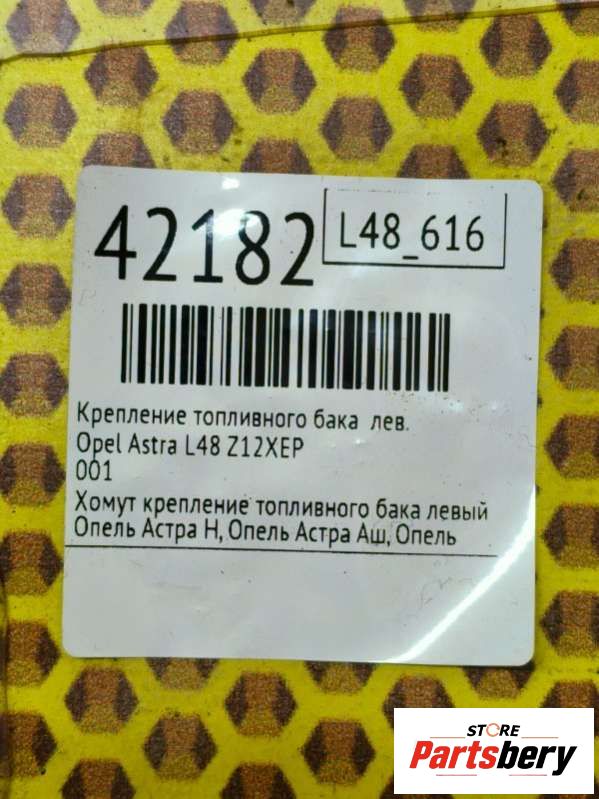 42182
L48_616
Крепление топливного бака лев.
Opel Astra L48 Z12XEP
001
Хомут крепление топливного бака левый
Опель Астра Н, Опель Астра Аш, Опель
STORE
Partsbery